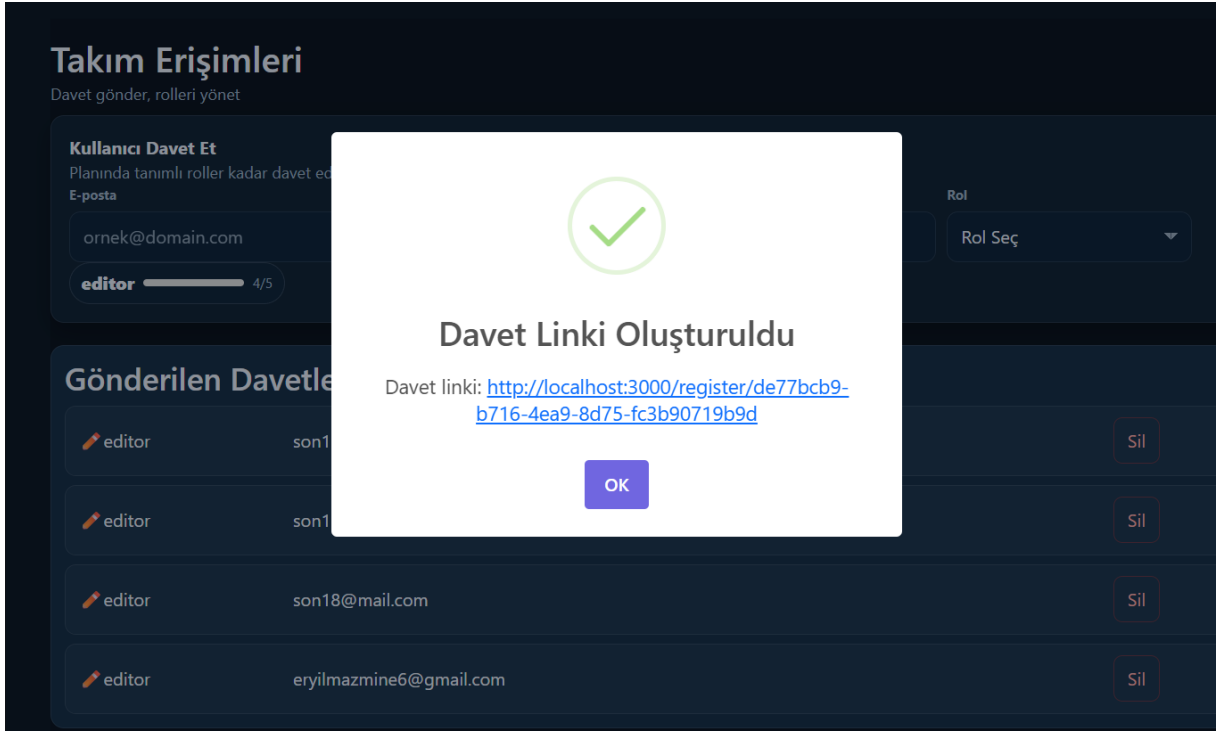 Takım Erişimleri
Davet gönder, rolleri yönet
Kullanıcı Davet Et
Planında tanımlı roller kadar davet ed
E-posta
Rol
ornek@domain.com
Rol Seç
editor 4/5
Davet Linki Oluşturuldu
Davet linki: http://localhost:3000/register/de77bcb9-
b716-4ea9-8d75-fc3b90719b9d
OK
Gönderilen Davetle
editor son1 Sil
editor son1 Sil
editor son18@mail.com Sil
editor eryilmazmine6@gmail.com Sil